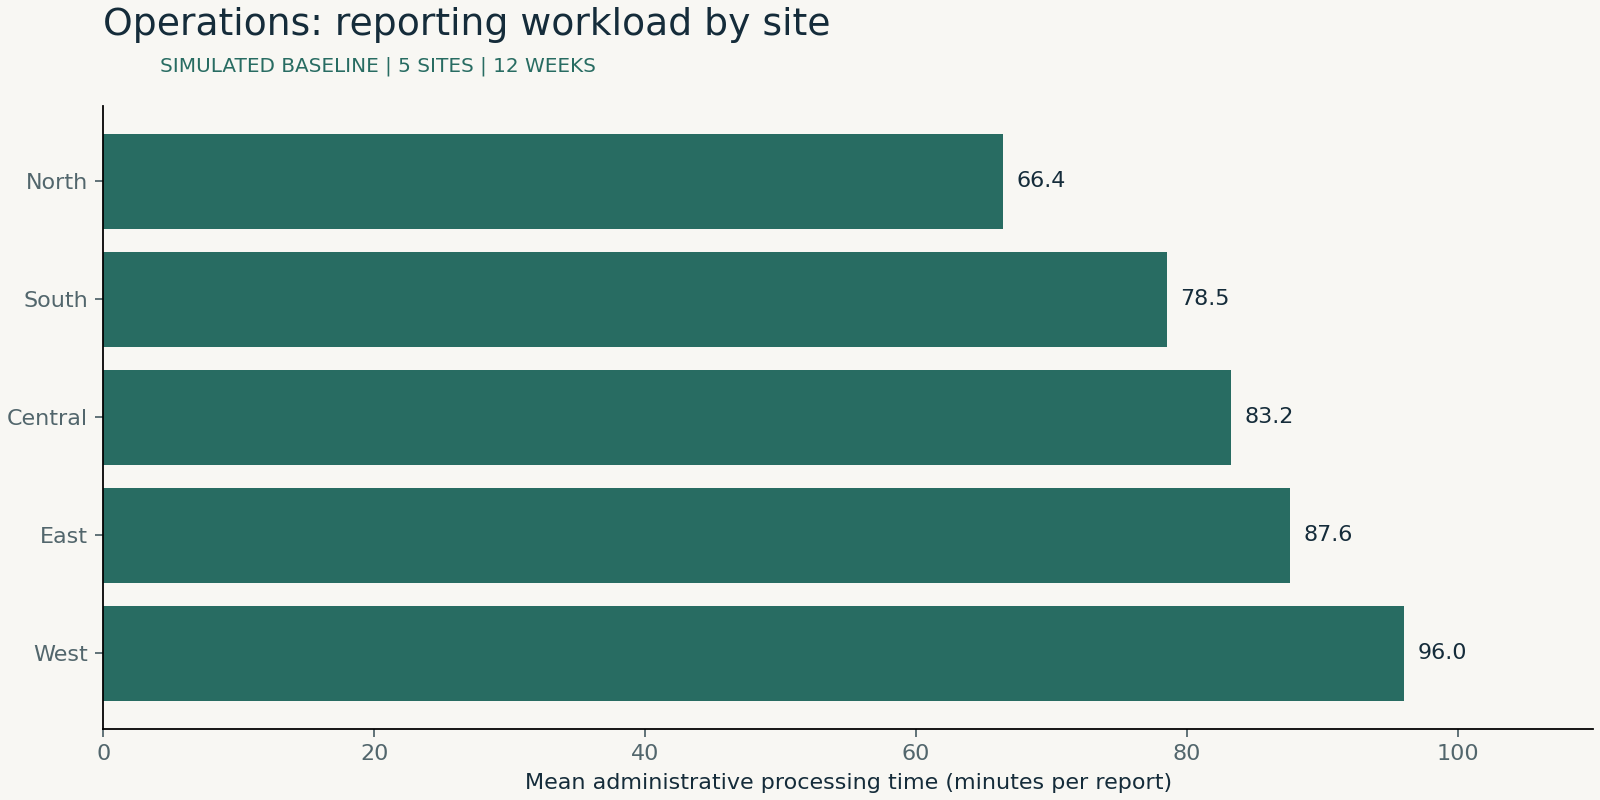 Operations: reporting workload by site
SIMULATED BASELINE | 5 SITES | 12 WEEKS
North 66.4
South 78.5
Central 83.2
East 87.6
West 96.0
0 20 40 60 80 100
Mean administrative processing time (minutes per report)